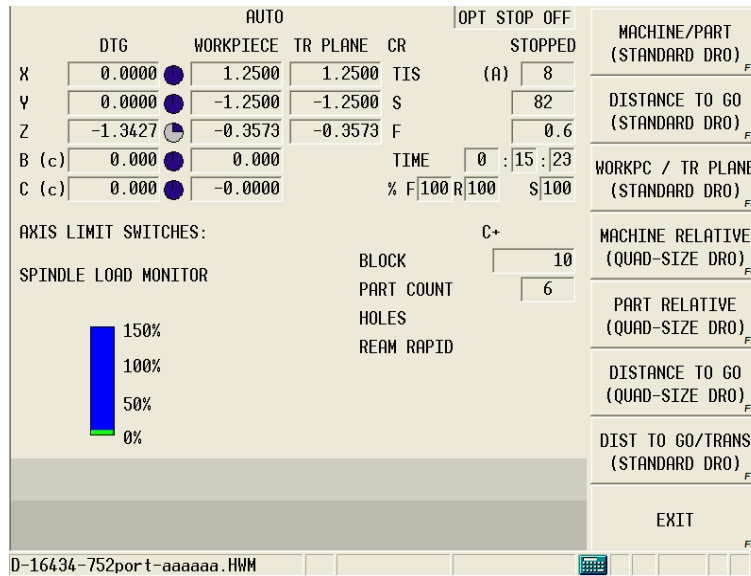 AUTO OPT STOP OFF
DTG WORKPIECE TR PLANE CR STOPPED
X 0.0000 1.2500 1.2500 TIS (A) 8
Y 0.0000 -1.2500 -1.2500 S 82
Z -1.3427 -0.3573 -0.3573 F 0.6
B (c) 0.000 0.000 TIME 0 : 15 : 23
C (c) 0.000 -0.0000 % F 100 R 100 S 100
AXIS LIMIT SWITCHES: C+
BLOCK 10
SPINDLE LOAD MONITOR
PART COUNT 6
HOLES
REAM RAPID
150%
100%
50%
0%
MACHINE/PART
(STANDARD DRO)
F
DISTANCE TO GO
(STANDARD DRO)
F
WORKPC / TR PLANE
(STANDARD DRO)
F
MACHINE RELATIVE
(QUAD-SIZE DRO)
F
PART RELATIVE
(QUAD-SIZE DRO)
F
DISTANCE TO GO
(QUAD-SIZE DRO)
F
DIST TO GO/TRANS
(STANDARD DRO)
F
EXIT
F
D-16434-752port-aaaaaa.HWM